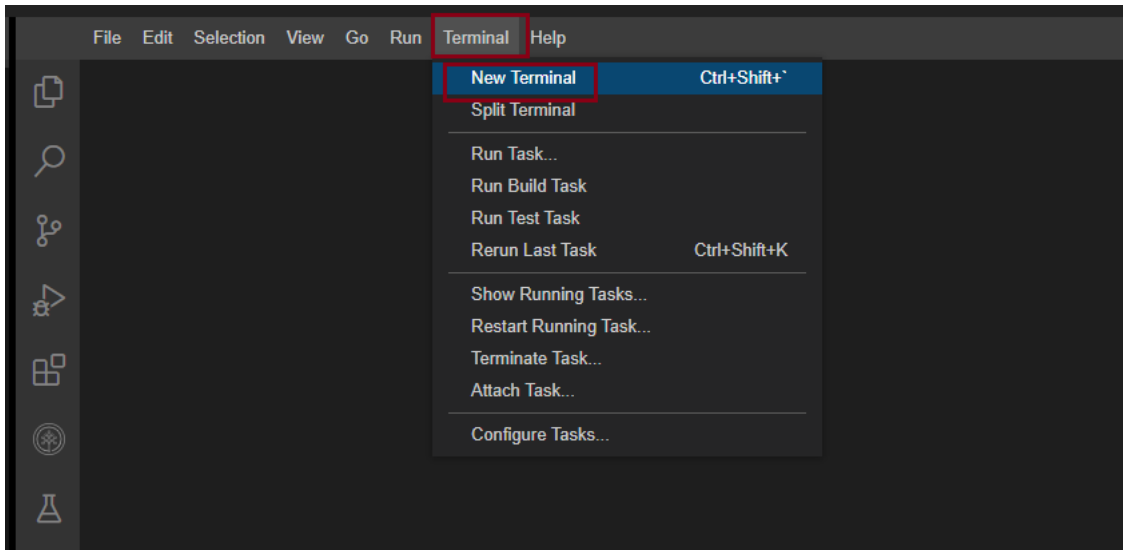 File Edit Selection View Go Run Terminal Help
New Terminal Ctrl+Shift+`
Split Terminal
Run Task...
Run Build Task
Run Test Task
Rerun Last Task Ctrl+Shift+K
Show Running Tasks...
Restart Running Task...
Terminate Task...
Attach Task...
Configure Tasks...